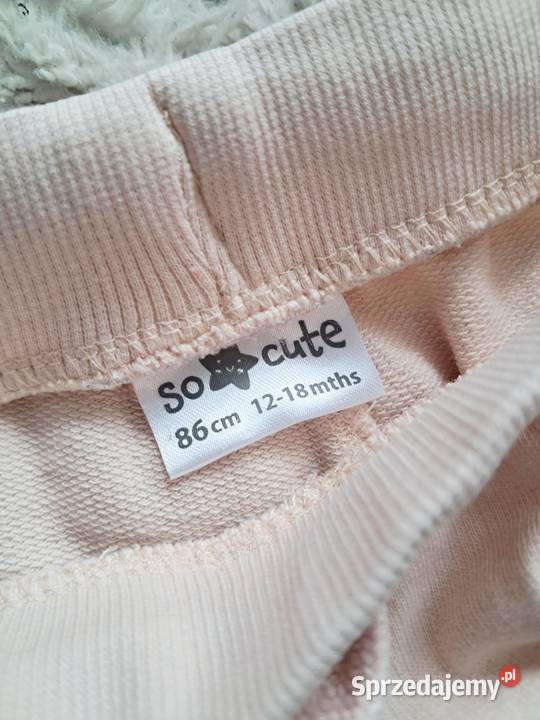 so cute
86cm 12-18mths
Sprzedajemy.pl